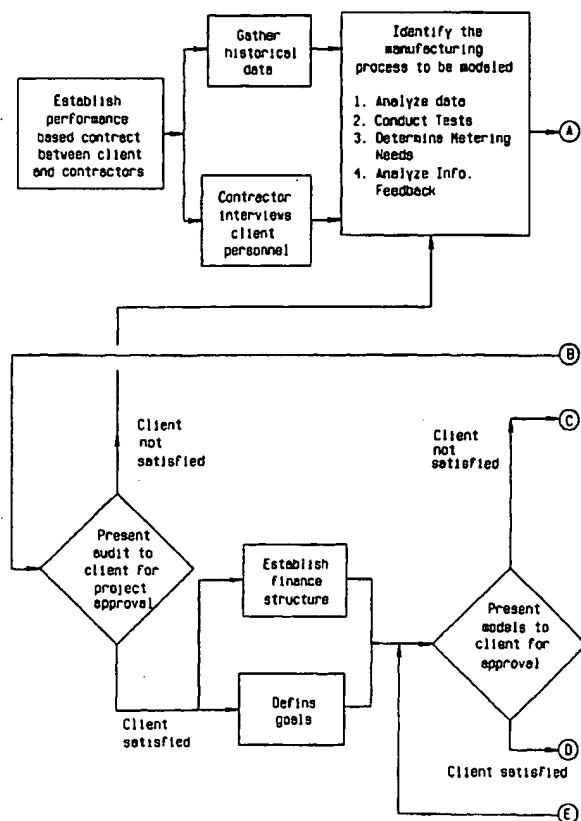 Gather
historical
data
Establish
performance
based contract
between client
and contractors
Contractor
interviews
client
personnel
Identify the
manufacturing
process to be modeled
1. Analyze data
2. Conduct Tests
3. Determine Metering
Needs
4. Analyze Info.
Feedback
A
B
C
Client
not
satisfied
Client
not
satisfied
Present
audit to
client for
project
approval
Establish
finance
structure
Present
models to
client for
approval
Define
goals
Client
satisfied
D
Client satisfied
E